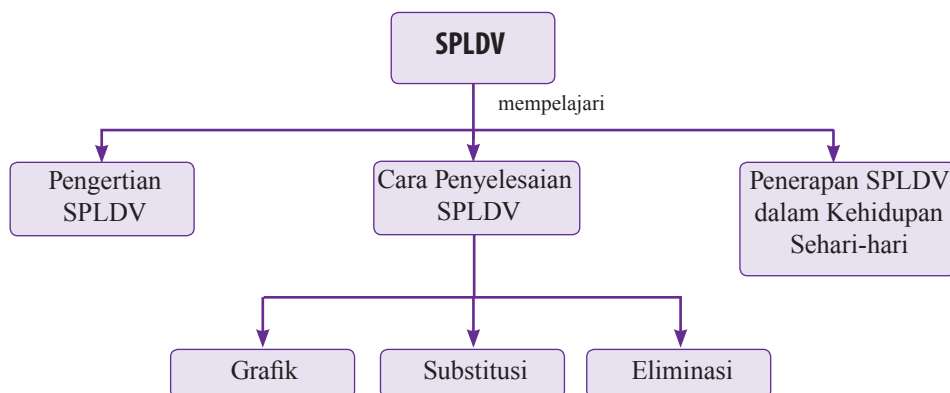 SPLDV
mempelajari
Pengertian
SPLDV
Cara Penyelesaian
SPLDV
Penerapan SPLDV
dalam Kehidupan
Sehari-hari
Grafik
Substitusi
Eliminasi